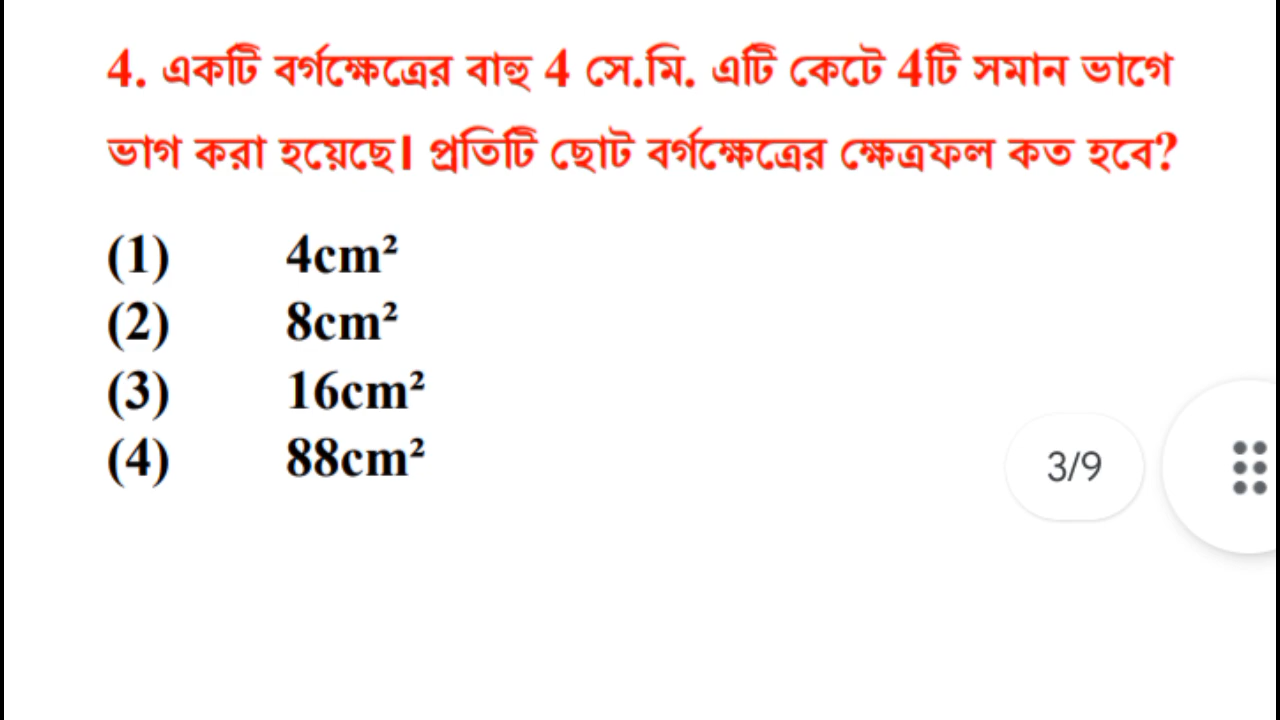 4. একটি বর্গক্ষেত্রের বাহু 4 সে.মি. এটি কেটে 4টি সমান ভাগে
ভাগ করা হয়েছে। প্রতিটি ছোট বর্গক্ষেত্রের ক্ষেত্রফল কত হবে?
(1) 4cm²
(2) 8cm²
(3) 16cm²
(4) 88cm²
3/9